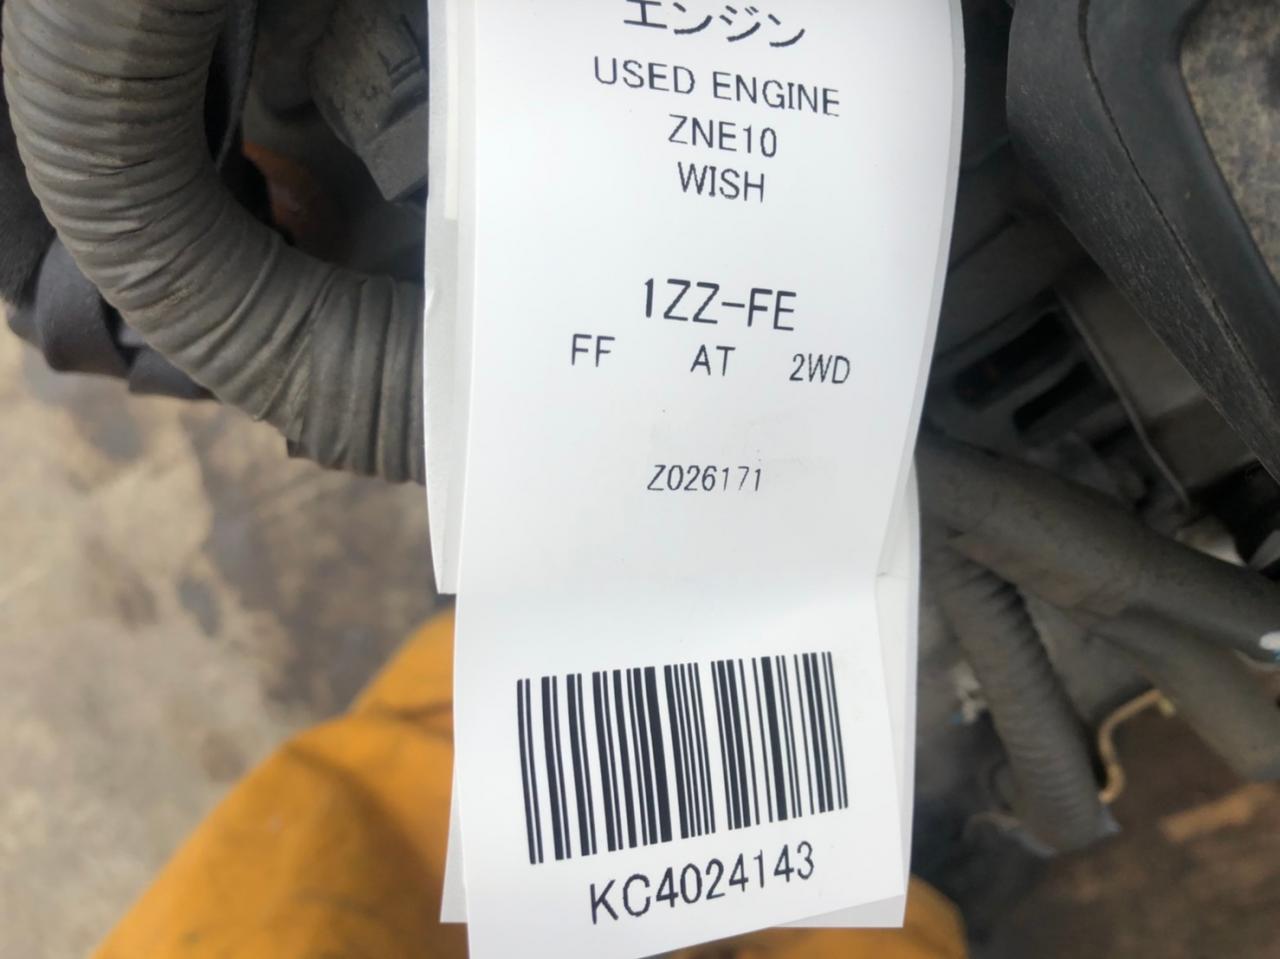 エンジン
USED ENGINE
ZNE10
WISH
1ZZ-FE
FF AT 2WD
Z026171
KC4024143